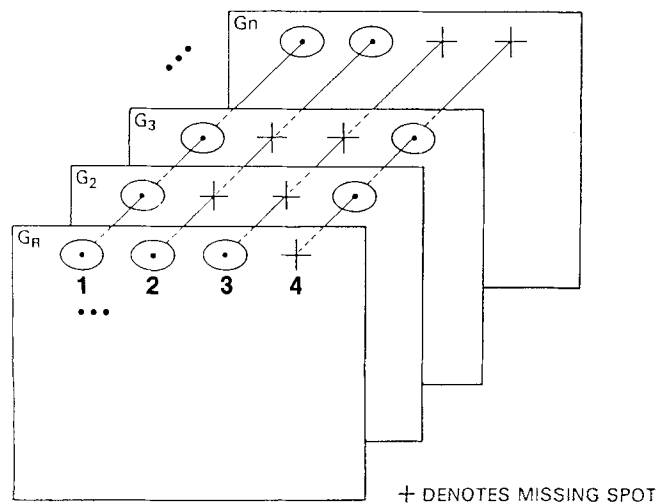 Gn
G3
G2
GR
1 2 3 4
...
+ DENOTES MISSING SPOT